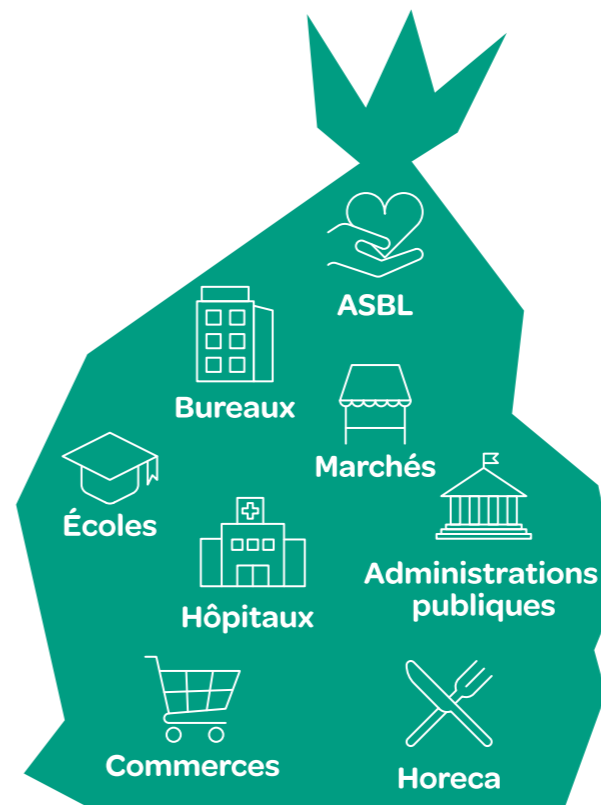 ASBL
Bureaux
Marchés
Écoles
Administrations
publiques
Hôpitaux
Commerces
Horeca